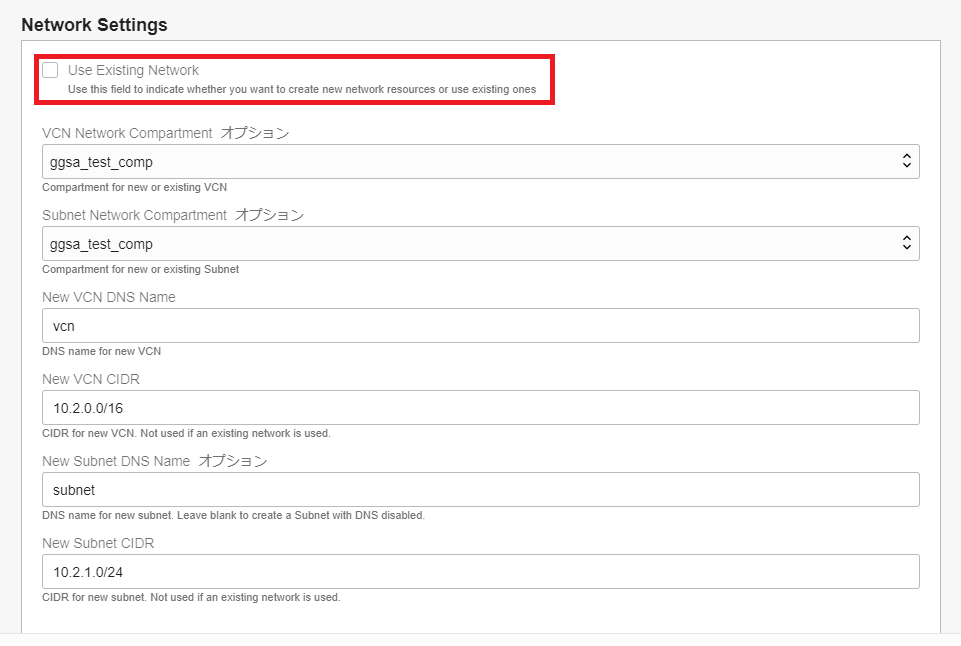 Network Settings
Use Existing Network
Use this field to indicate whether you want to create new network resources or use existing ones
VCN Network Compartment オプション
ggsa_test_comp
Compartment for new or existing VCN
Subnet Network Compartment オプション
ggsa_test_comp
Compartment for new or existing Subnet
New VCN DNS Name
vcn
DNS name for new VCN
New VCN CIDR
10.2.0.0/16
CIDR for new VCN. Not used if an existing network is used.
New Subnet DNS Name オプション
subnet
DNS name for new subnet. Leave blank to create a Subnet with DNS disabled.
New Subnet CIDR
10.2.1.0/24
CIDR for new subnet. Not used if an existing network is used.